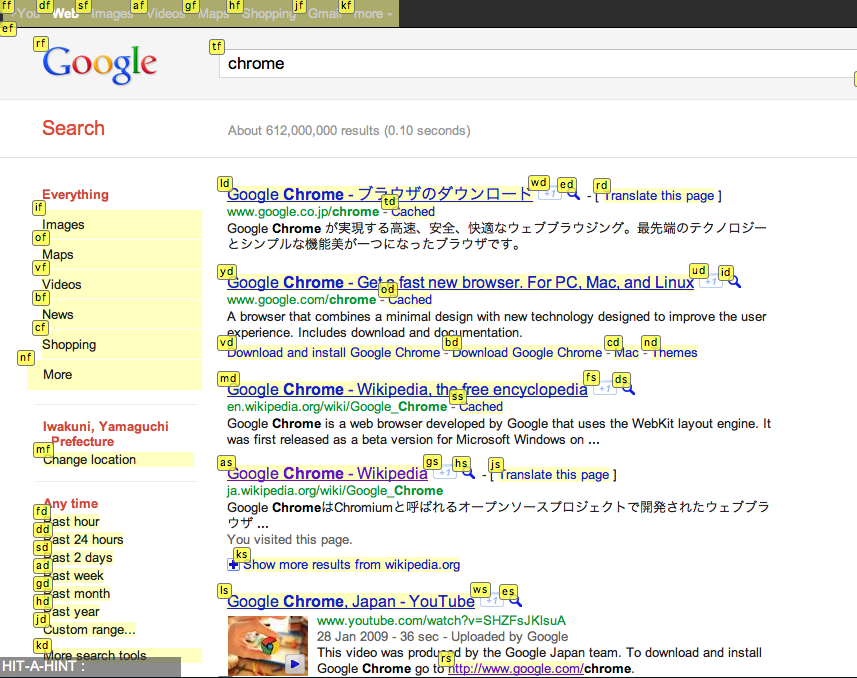 ff df sf af gf hf jf kf
+You Web Images Videos Maps Shopping Gmail more
ef
rf tf
Google chrome
Search About 612,000,000 results (0.10 seconds)
Everything
if
Images
of
Maps
vf
Videos
bf
News
cf
Shopping
nf
More
Iwakuni, Yamaguchi
Prefecture
mf
Change location
Any time
fd
Past hour
dd
Past 24 hours
sd
Past 2 days
ad
Past week
gd
Past month
hd
Past year
jd
Custom range...
kd
More search tools
HIT-A-HINT :
ld wd ed rd
Google Chrome - ブラウザのダウンロード +1 - [ Translate this page ]
td
www.google.co.jp/chrome - Cached
Google Chrome が実現する高速、安全、快適なウェブブラウジング。最先端のテクノロジー
とシンプルな機能美が一つになったブラウザです。
yd ud id
Google Chrome - Get a fast new browser. For PC, Mac, and Linux +1
od
www.google.com/chrome - Cached
A browser that combines a minimal design with new technology designed to improve the user
experience. Includes download and documentation.
vd bd cd nd
Download and install Google Chrome - Download Google Chrome - Mac - Themes
md fs ds
Google Chrome - Wikipedia, the free encyclopedia +1
ss
en.wikipedia.org/wiki/Google_Chrome - Cached
Google Chrome is a web browser developed by Google that uses the WebKit layout engine. It
was first released as a beta version for Microsoft Windows on ...
as gs hs js
Google Chrome - Wikipedia +1 - [ Translate this page ]
ja.wikipedia.org/wiki/Google_Chrome
Google ChromeはChromiumと呼ばれるオープンソースプロジェクトで開発されたウェブブラ
ウザ ...
You visited this page.
ks
Show more results from wikipedia.org
ls ws es
Google Chrome, Japan - YouTube +1
www.youtube.com/watch?v=SHZFsJKIsuA
28 Jan 2009 - 36 sec - Uploaded by Google
This video was produced by the Google Japan team. To download and install
rs
Google Chrome go to http://www.google.com/chrome.